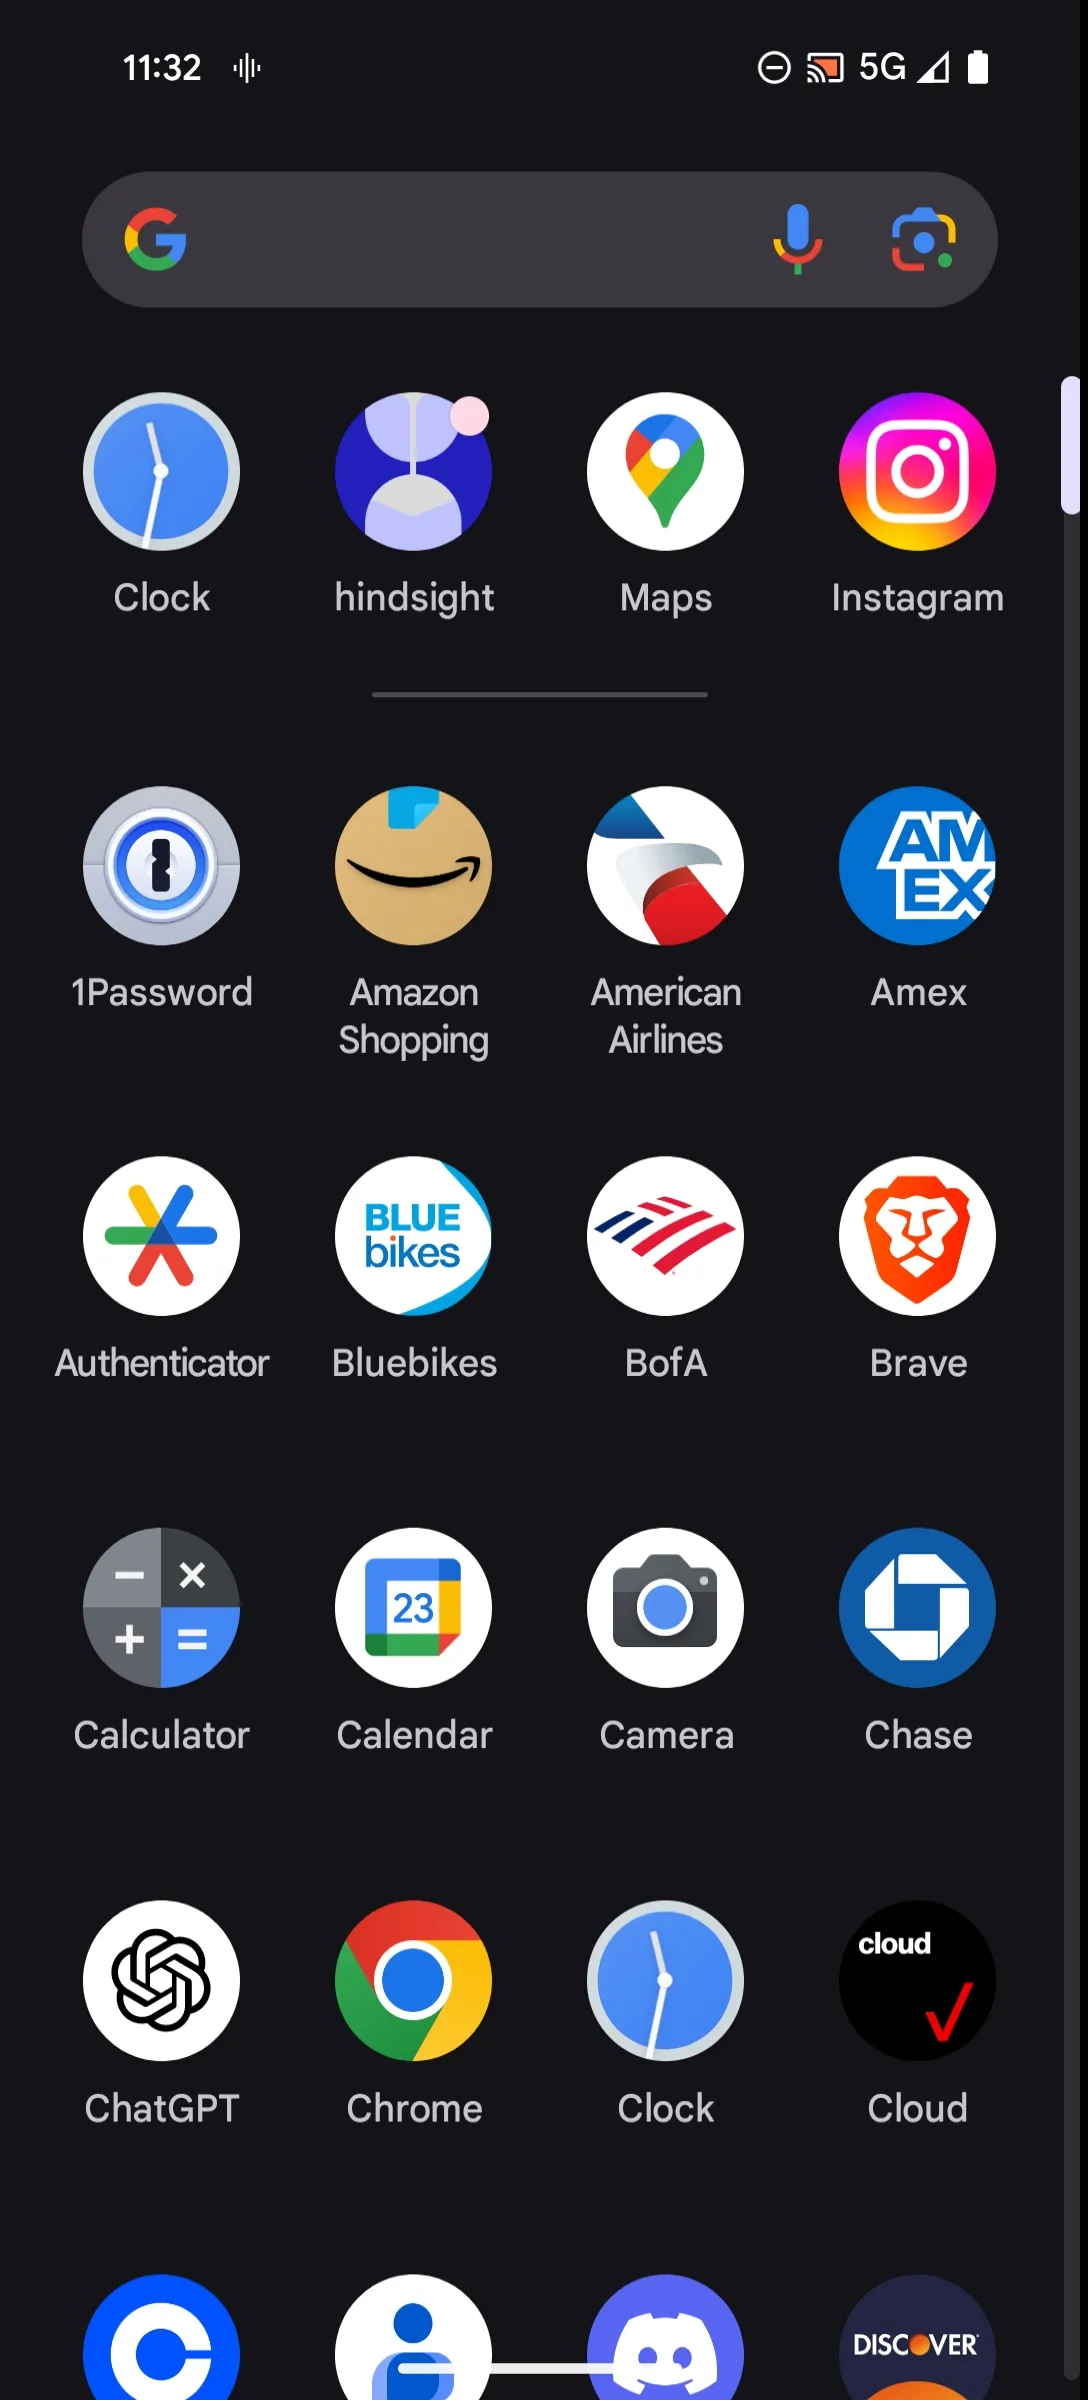 11:32
5G
Clock
hindsight
Maps
Instagram
AM
EX
1Password
Amazon
Shopping
American
Airlines
Amex
BLUE
bikes
Authenticator
Bluebikes
BofA
Brave
23
Calculator
Calendar
Camera
Chase
cloud
ChatGPT
Chrome
Clock
Cloud
DISCOVER